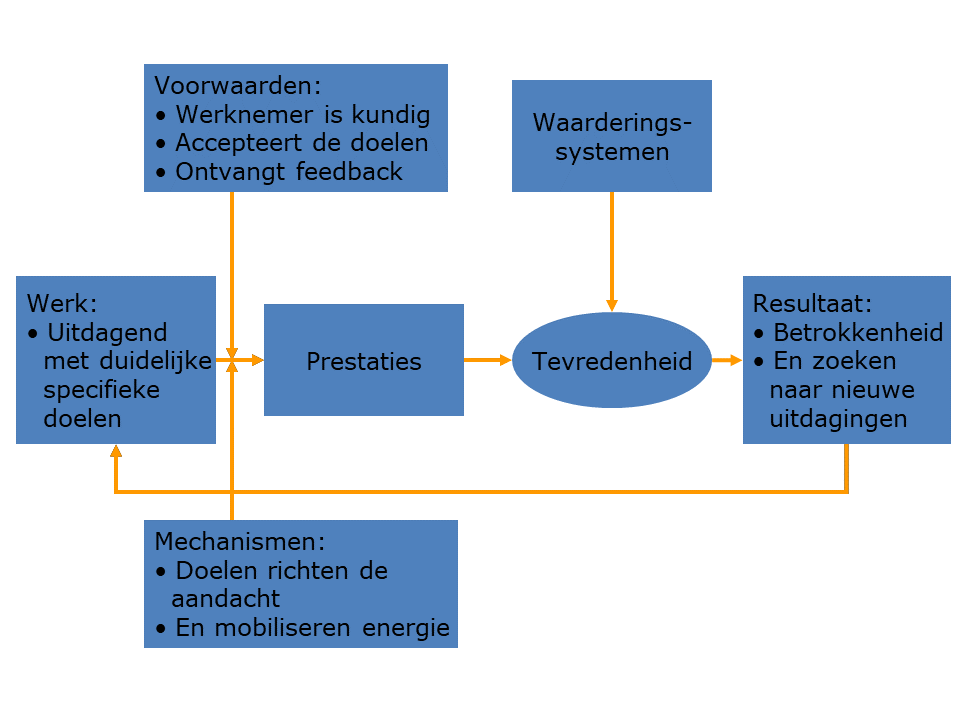 Voorwaarden:
• Werknemer is kundig
• Accepteert de doelen
• Ontvangt feedback
Waarderings-
systemen
Werk:
• Uitdagend
met duidelijke
specifieke
doelen
Prestaties
Tevredenheid
Resultaat:
• Betrokkenheid
• En zoeken
naar nieuwe
uitdagingen
Mechanismen:
• Doelen richten de
aandacht
• En mobiliseren energie